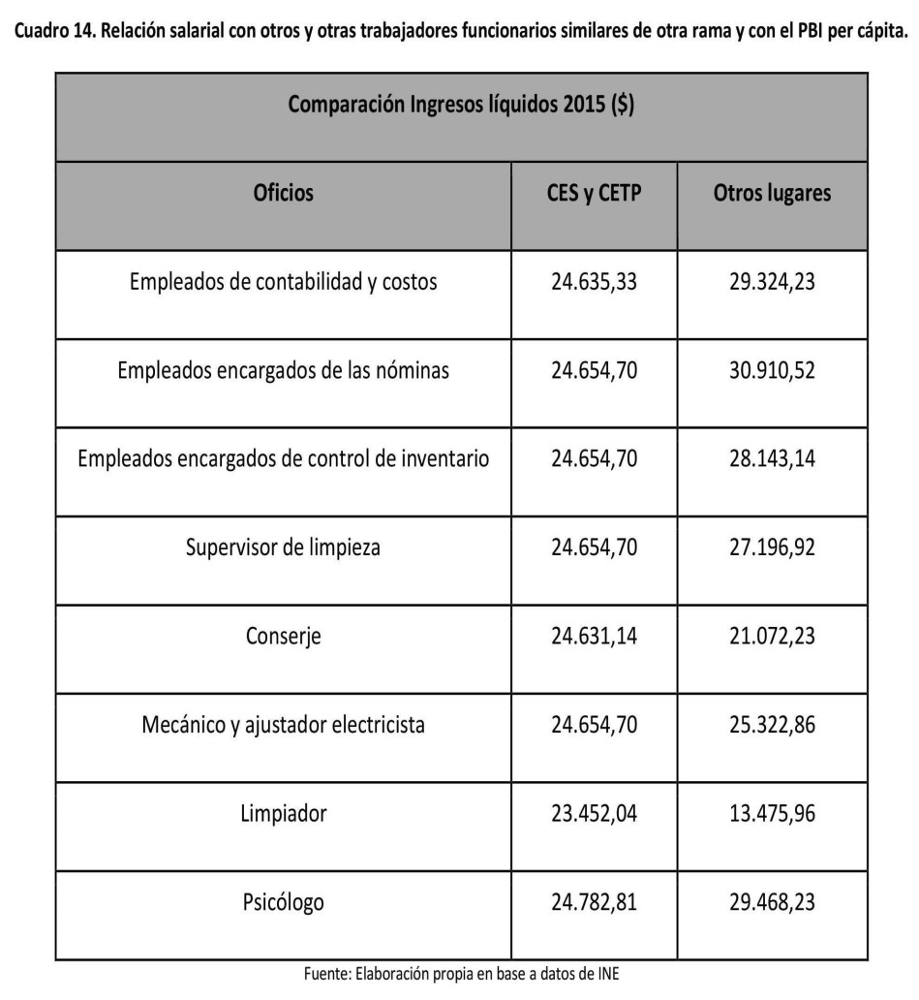 Cuadro 14. Relación salarial con otros y otras trabajadores funcionarios similares de otra rama y con el PBI per cápita.
Comparación Ingresos líquidos 2015 ($)
Oficios CES y CETP Otros lugares
Empleados de contabilidad y costos 24.635,33 29.324,23
Empleados encargados de las nóminas 24.654,70 30.910,52
Empleados encargados de control de inventario 24.654,70 28.143,14
Supervisor de limpieza 24.654,70 27.196,92
Conserje 24.631,14 21.072,23
Mecánico y ajustador electricista 24.654,70 25.322,86
Limpiador 23.452,04 13.475,96
Psicólogo 24.782,81 29.468,23
Fuente: Elaboración propia en base a datos de INE